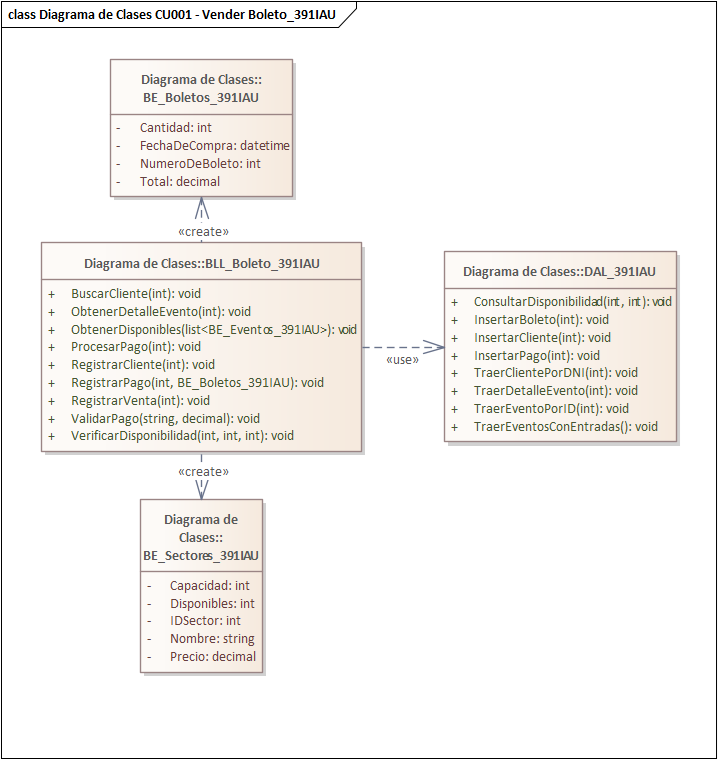 class Diagrama de Clases CU001 - Vender Boleto_391IAU
Diagrama de Clases::
BE_Boletos_391IAU
- Cantidad: int
- FechaDeCompra: datetime
- NumeroDeBoleto: int
- Total: decimal
«create»
Diagrama de Clases::BLL_Boleto_391IAU
+ BuscarCliente(int): void
+ ObtenerDetalleEvento(int): void
+ ObtenerDisponibles(list<BE_Eventos_391IAU>): void
+ ProcesarPago(int): void
+ RegistrarCliente(int): void
+ RegistrarPago(int, BE_Boletos_391IAU): void
+ RegistrarVenta(int): void
+ ValidarPago(string, decimal): void
+ VerificarDisponibilidad(int, int, int): void
«use»
Diagrama de Clases::DAL_391IAU
+ ConsultarDisponibilidad(int, int): void
+ InsertarBoleto(int): void
+ InsertarCliente(int): void
+ InsertarPago(int): void
+ TraerClientePorDNI(int): void
+ TraerDetalleEvento(int): void
+ TraerEventoPorID(int): void
+ TraerEventosConEntradas(): void
«create»
Diagrama de
Clases::
BE_Sectores_391IAU
- Capacidad: int
- Disponibles: int
- IDSector: int
- Nombre: string
- Precio: decimal